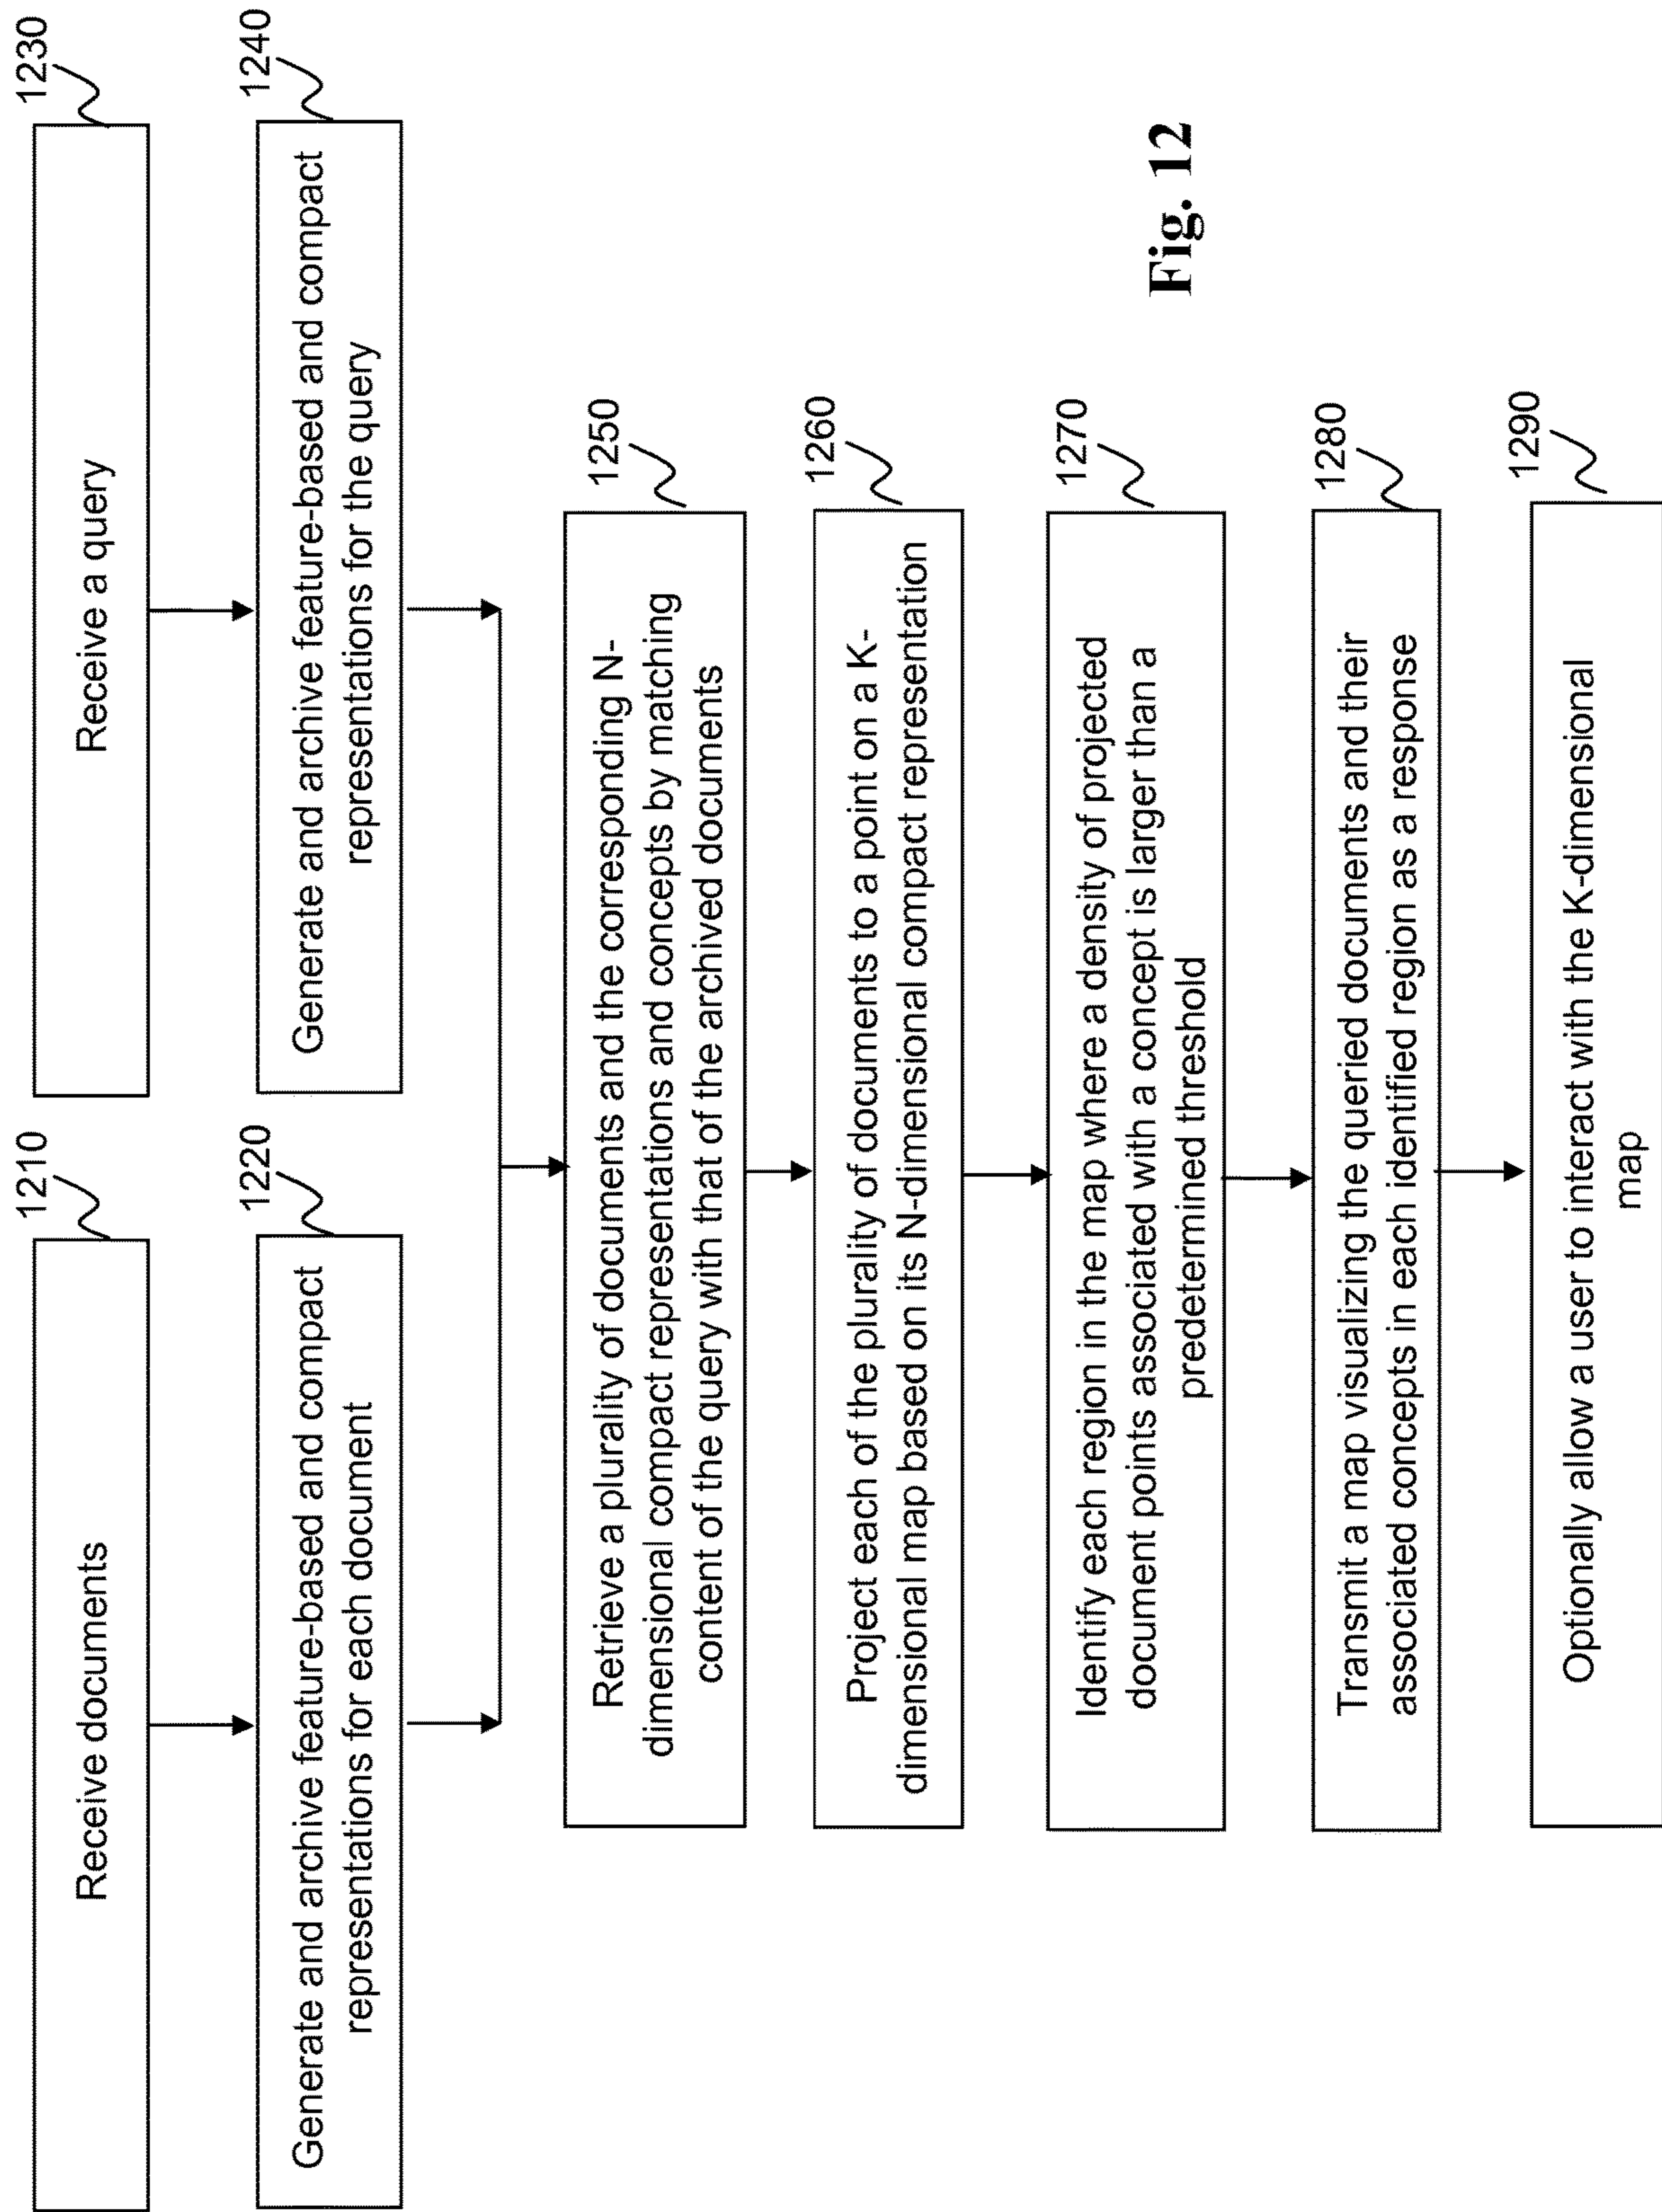 1210
Receive documents
1220
Generate and archive feature-based and compact
representations for each document
1230
Receive a query
1240
Generate and archive feature-based and compact
representations for the query
1250
Retrieve a plurality of documents and the corresponding N-
dimensional compact representations and concepts by matching
content of the query with that of the archived documents
1260
Project each of the plurality of documents to a point on a K-
dimensional map based on its N-dimensional compact representation
1270
Identify each region in the map where a density of projected
document points associated with a concept is larger than a
predetermined threshold
1280
Transmit a map visualizing the queried documents and their
associated concepts in each identified region as a response
1290
Optionally allow a user to interact with the K-dimensional
map
Fig. 12